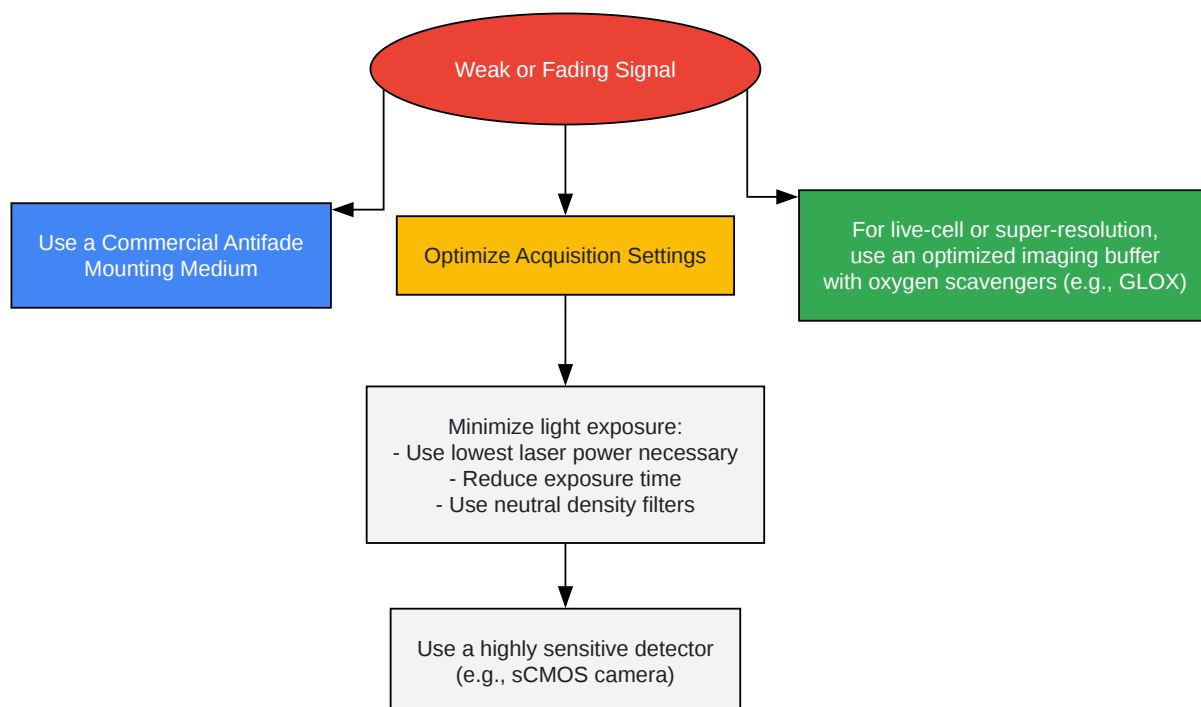 Weak or Fading Signal
Use a Commercial Antifade
Mounting Medium
Optimize Acquisition Settings
For live-cell or super-resolution,
use an optimized imaging buffer
with oxygen scavengers (e.g., GLOX)
Minimize light exposure:
- Use lowest laser power necessary
- Reduce exposure time
- Use neutral density filters
Use a highly sensitive detector
(e.g., sCMOS camera)